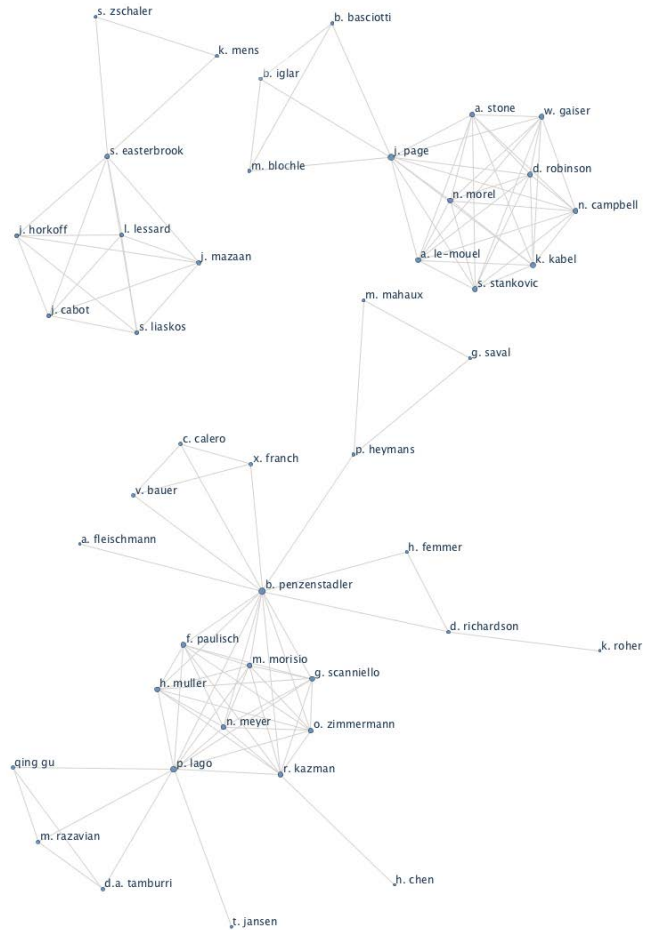 s. zschaler
b. basciotti
k. mens
b. iglar
a. stone
w. gaiser
s. easterbrook
j. page
m. blochle
d. robinson
n. morel
n. campbell
j. horkoff
l. lessard
j. mazaan
a. le-mouel
k. kabel
s. stankovic
m. mahaux
j. cabot
s. liaskos
g. saval
c. calero
p. heymans
x. franch
v. bauer
a. fleischmann
h. femmer
b. penzenstadler
d. richardson
f. paulisch
k. roher
m. morisio
g. scanniello
h. muller
n. meyer
o. zimmermann
qing gu
p. lago
r. kazman
m. razavian
d.a. tamburri
h. chen
t. jansen